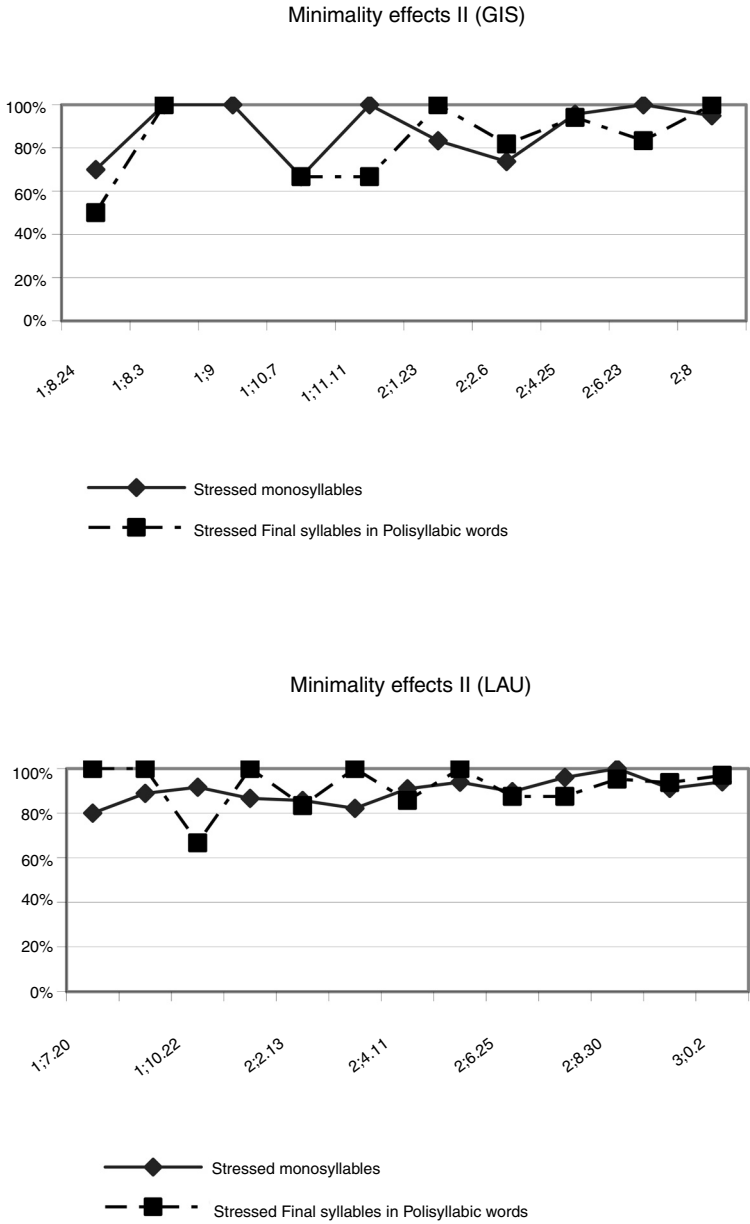 Minimality effects II (GIS)
100%
80%
60%
40%
20%
0%
1;8.24 1;8.3 1;9 1;10.7 1;11.11 2;1.23 2;2.6 2;4.25 2;6.23 2;8
Stressed monosyllables
Stressed Final syllables in Polisyllabic words
Minimality effects II (LAU)
100%
80%
60%
40%
20%
0%
1;7.20 1;10.22 2;2.13 2;4.11 2;6.25 2;8.30 3;0.2
Stressed monosyllables
Stressed Final syllables in Polisyllabic words